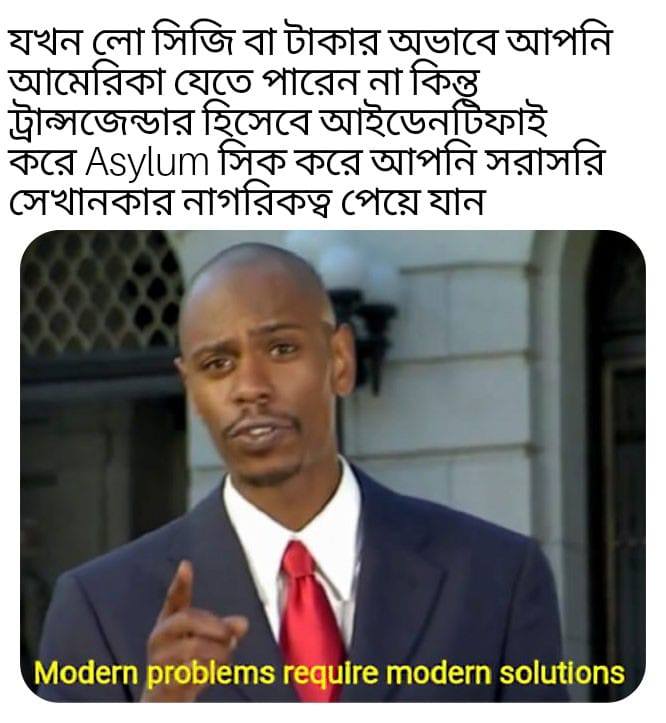 যখন লো সিজি বা টাকার অভাবে আপনি
আমেরিকা যেতে পারেন না কিন্তু
ট্রান্সজেন্ডার হিসেবে আইডেনটিফাই
করে Asylum সিক করে আপনি সরাসরি
সেখানকার নাগরিকত্ব পেয়ে যান
Modern problems require modern solutions